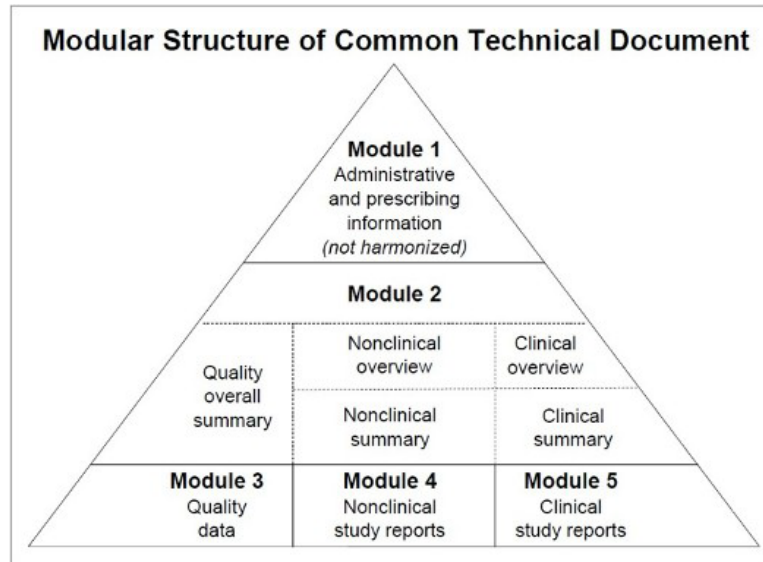 Modular Structure of Common Technical Document
Module 1
Administrative
and prescribing
information
(not harmonized)
Module 2
Quality
overall
summary
Nonclinical
overview
Clinical
overview
Nonclinical
summary
Clinical
summary
Module 3
Quality
data
Module 4
Nonclinical
study reports
Module 5
Clinical
study reports